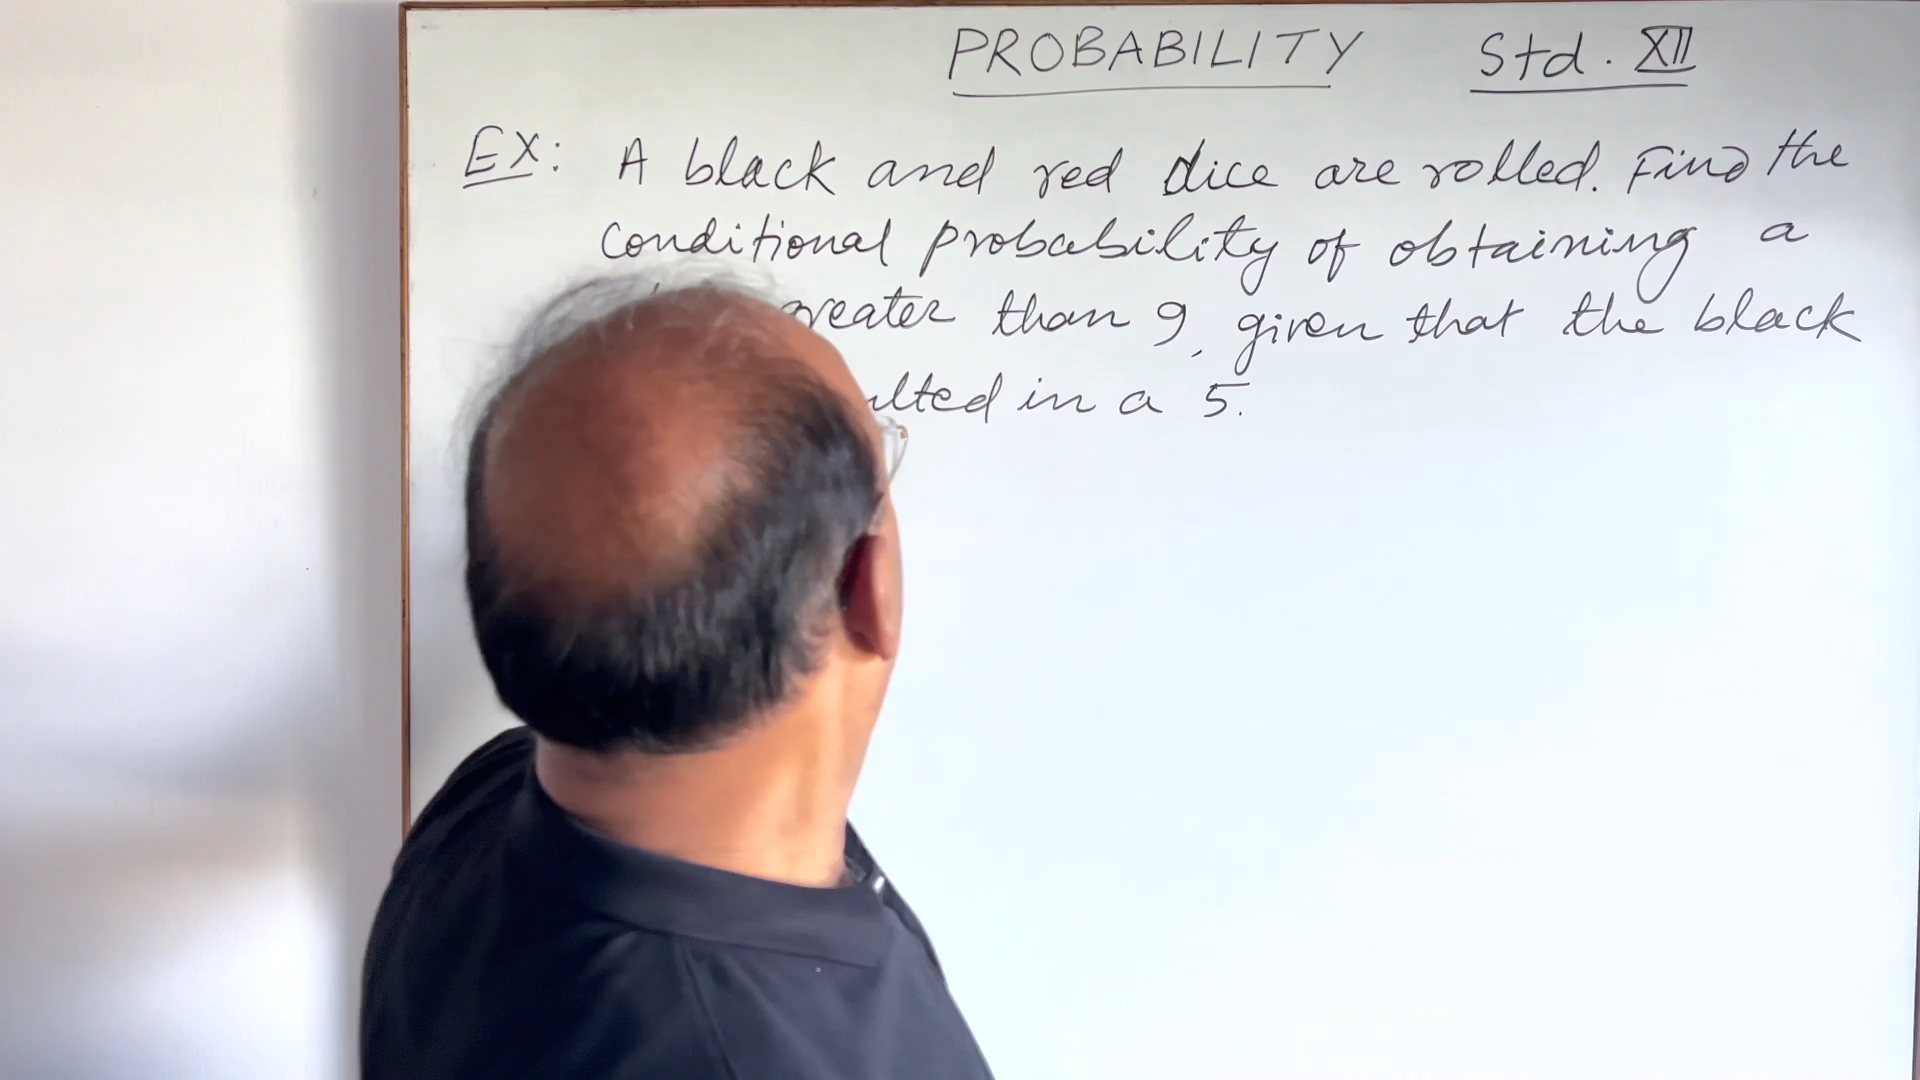 PROBABILITY Std. XII
EX: A black and red dice are rolled. Find the
conditional probability of obtaining a
greater than 9, given that the black
in a 5.